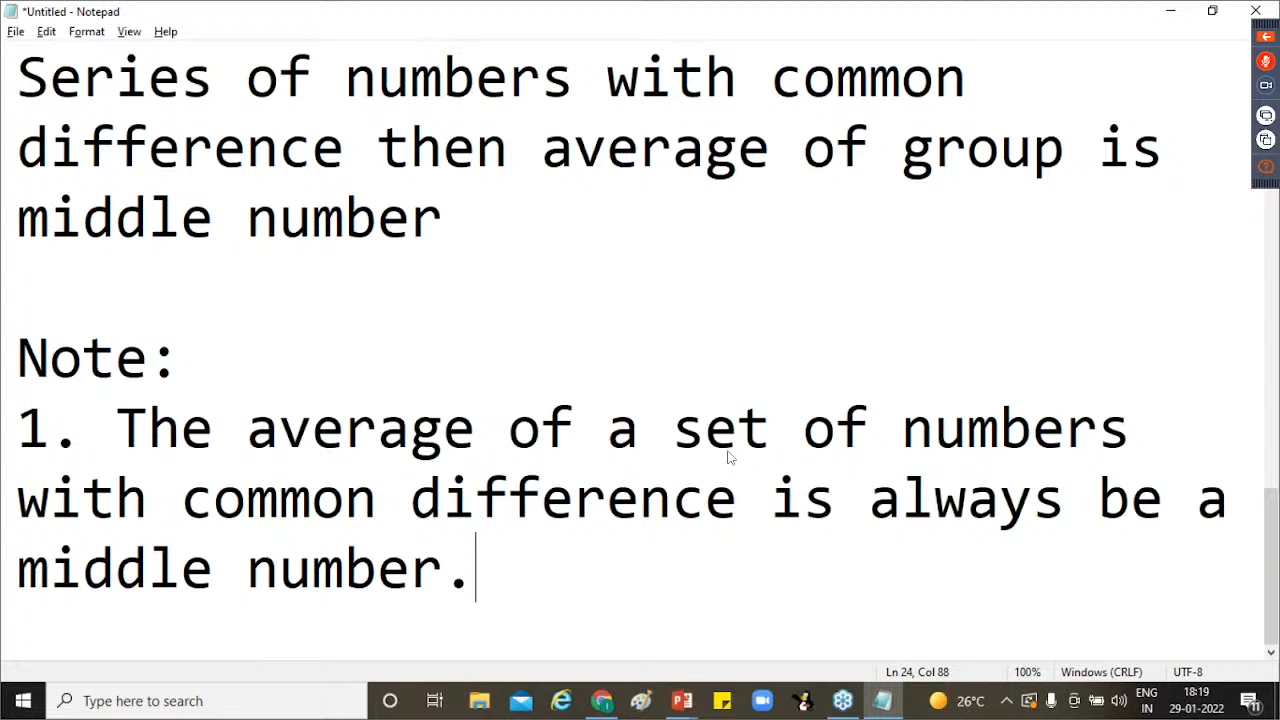 *Untitled - Notepad
File Edit Format View Help
Series of numbers with common
difference then average of group is
middle number
Note:
1. The average of a set of numbers
with common difference is always be a
middle number.
Ln 24, Col 88 100% Windows (CRLF) UTF-8
Type here to search
26°C
ENG
IN
18:19
29-01-2022
11